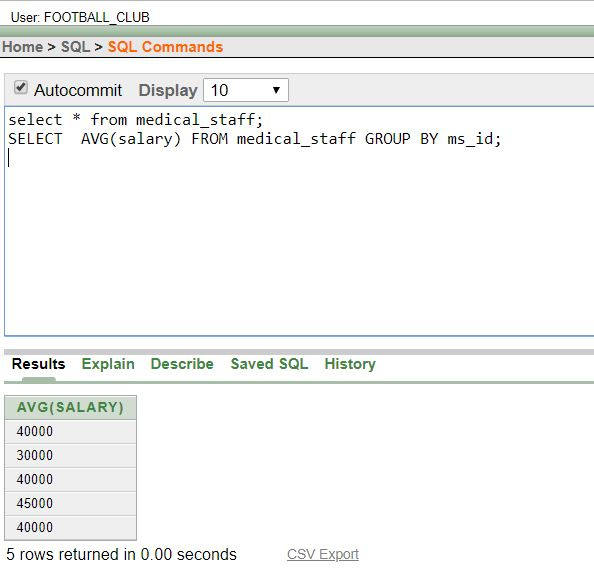 User: FOOTBALL_CLUB
Home > SQL > SQL Commands
Autocommit Display 10
select * from medical_staff;
SELECT  AVG(salary) FROM medical_staff GROUP BY ms_id;
Results Explain Describe Saved SQL History
AVG(SALARY)
40000
30000
40000
45000
40000
5 rows returned in 0.00 seconds CSV Export